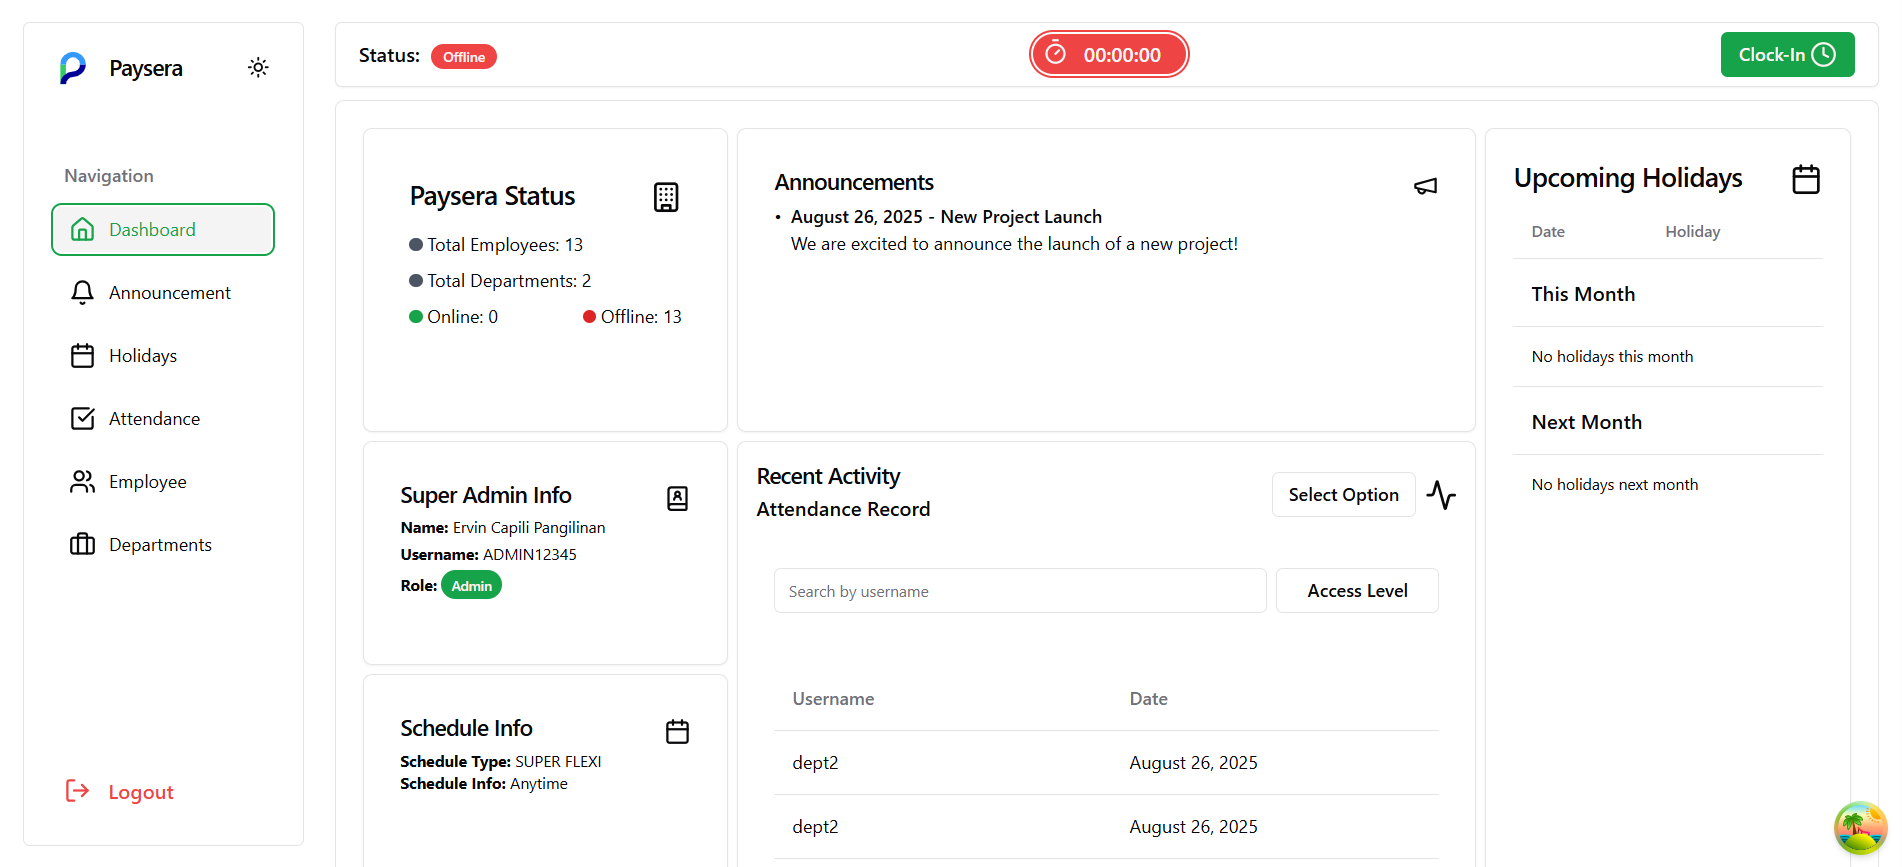 Paysera
Navigation
Dashboard
Announcement
Holidays
Attendance
Employee
Departments
Logout
Status: Offline
00:00:00
Clock-In
Paysera Status
Total Employees: 13
Total Departments: 2
Online: 0 Offline: 13
Announcements
• August 26, 2025 - New Project Launch
We are excited to announce the launch of a new project!
Upcoming Holidays
Date Holiday
This Month
No holidays this month
Next Month
No holidays next month
Super Admin Info
Name: Ervin Capili Pangilinan
Username: ADMIN12345
Role: Admin
Schedule Info
Schedule Type: SUPER FLEXI
Schedule Info: Anytime
Recent Activity
Attendance Record
Select Option
Search by username
Access Level
Username Date
dept2 August 26, 2025
dept2 August 26, 2025